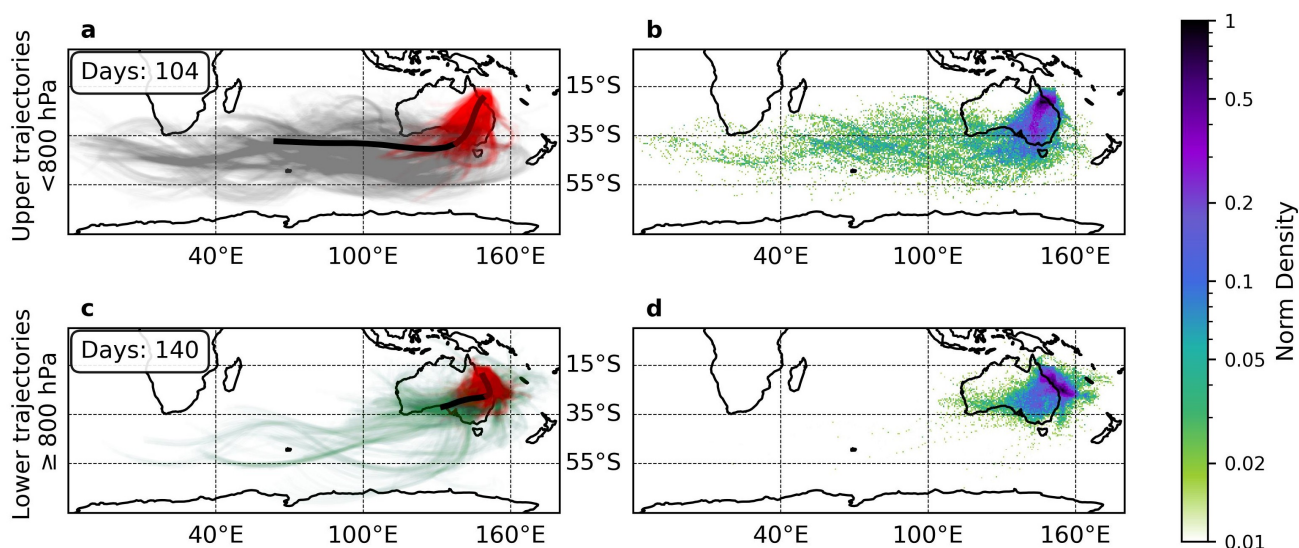 a
b
Upper trajectories
<800 hPa
Days: 104
15°S
35°S
55°S
40°E
100°E
160°E
40°E
100°E
160°E
c
d
Lower trajectories
≥ 800 hPa
Days: 140
15°S
35°S
55°S
40°E
100°E
160°E
40°E
100°E
160°E
1
0.5
0.2
0.1
0.05
0.02
0.01
Norm Density